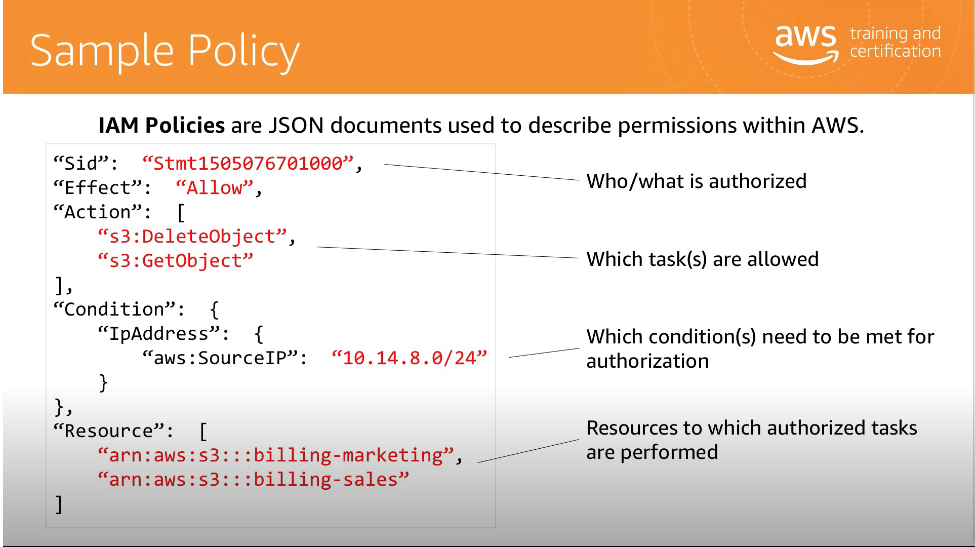 Sample Policy
aws training and certification
IAM Policies are JSON documents used to describe permissions within AWS.
“Sid”: “Stmt1505076701000”,
“Effect”: “Allow”,
“Action”: [
“s3:DeleteObject”,
“s3:GetObject”
],
“Condition”: {
“IpAddress”: {
“aws:SourceIP”: “10.14.8.0/24”
}
},
“Resource”: [
“arn:aws:s3:::billing-marketing”,
“arn:aws:s3:::billing-sales”
]
Who/what is authorized
Which task(s) are allowed
Which condition(s) need to be met for
authorization
Resources to which authorized tasks
are performed